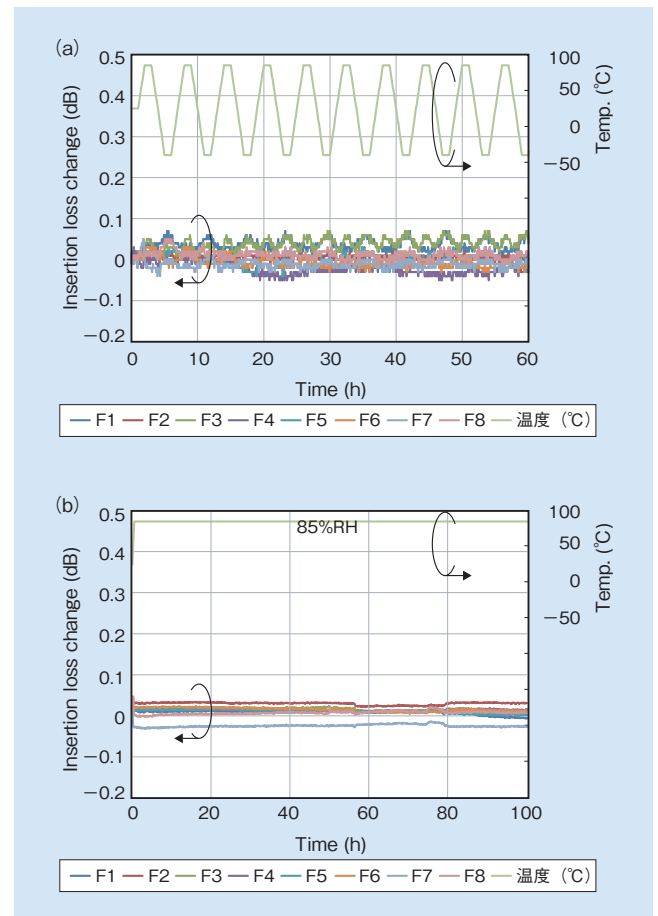 (a)
0.5
0.4
0.3
0.2
0.1
0
−0.1
−0.2
Insertion loss change (dB)
100
50
0
−50
Temp. (℃)
0 10 20 30 40 50 60
Time (h)
F1 F2 F3 F4 F5 F6 F7 F8 温度 (℃)
(b)
0.5
0.4
0.3
0.2
0.1
0
−0.1
−0.2
Insertion loss change (dB)
85%RH
100
50
0
−50
Temp. (℃)
0 20 40 60 80 100
Time (h)
F1 F2 F3 F4 F5 F6 F7 F8 温度 (℃)